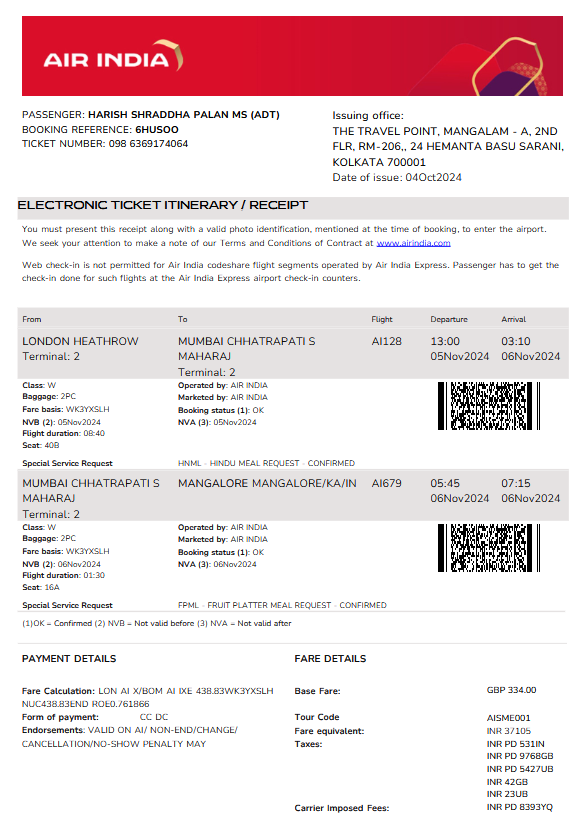 AIR INDIA
PASSENGER: HARISH SHRADDHA PALAN MS (ADT)
BOOKING REFERENCE: 6HUSOO
TICKET NUMBER: 098 6369174064
Issuing office:
THE TRAVEL POINT, MANGALAM - A, 2ND
FLR, RM-206,, 24 HEMANTA BASU SARANI,
KOLKATA 700001
Date of issue: 04Oct2024
ELECTRONIC TICKET ITINERARY / RECEIPT
You must present this receipt along with a valid photo identification, mentioned at the time of booking, to enter the airport.
We seek your attention to make a note of our Terms and Conditions of Contract at www.airindia.com
Web check-in is not permitted for Air India codeshare flight segments operated by Air India Express. Passenger has to get the
check-in done for such flights at the Air India Express airport check-in counters.
From To Flight Departure Arrival
LONDON HEATHROW MUMBAI CHHATRAPATI S AI128 13:00 03:10
Terminal: 2 MAHARAJ 05Nov2024 06Nov2024
Terminal: 2
Class: W Operated by: AIR INDIA
Baggage: 2PC Marketed by: AIR INDIA
Fare basis: WK3YXSLH Booking status (1): OK
NVB (2): 05Nov2024 NVA (3): 05Nov2024
Flight duration: 08:40
Seat: 40B
Special Service Request HNML - HINDU MEAL REQUEST - CONFIRMED
MUMBAI CHHATRAPATI S MANGALORE MANGALORE/KA/IN AI679 05:45 07:15
MAHARAJ 06Nov2024 06Nov2024
Terminal: 2
Class: W Operated by: AIR INDIA
Baggage: 2PC Marketed by: AIR INDIA
Fare basis: WK3YXSLH Booking status (1): OK
NVB (2): 06Nov2024 NVA (3): 06Nov2024
Flight duration: 01:30
Seat: 16A
Special Service Request FPML - FRUIT PLATTER MEAL REQUEST - CONFIRMED
(1)OK = Confirmed (2) NVB = Not valid before (3) NVA = Not valid after
PAYMENT DETAILS
Fare Calculation: LON AI X/BOM AI IXE 438.83WK3YXSLH
NUC438.83END ROE0.761866
Form of payment: CC DC
Endorsements: VALID ON AI/ NON-END/CHANGE/
CANCELLATION/NO-SHOW PENALTY MAY
FARE DETAILS
Base Fare: GBP 334.00
Tour Code AISME001
Fare equivalent: INR 37105
Taxes: INR PD 531IN
INR PD 9768GB
INR PD 5427UB
INR 42GB
INR 23UB
Carrier Imposed Fees: INR PD 8393YQ